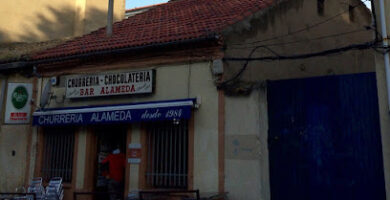 CHURRERIA - CHOCOLATERIA
BAR ALAMEDA
CHURRERIA ALAMEDA desde 1984